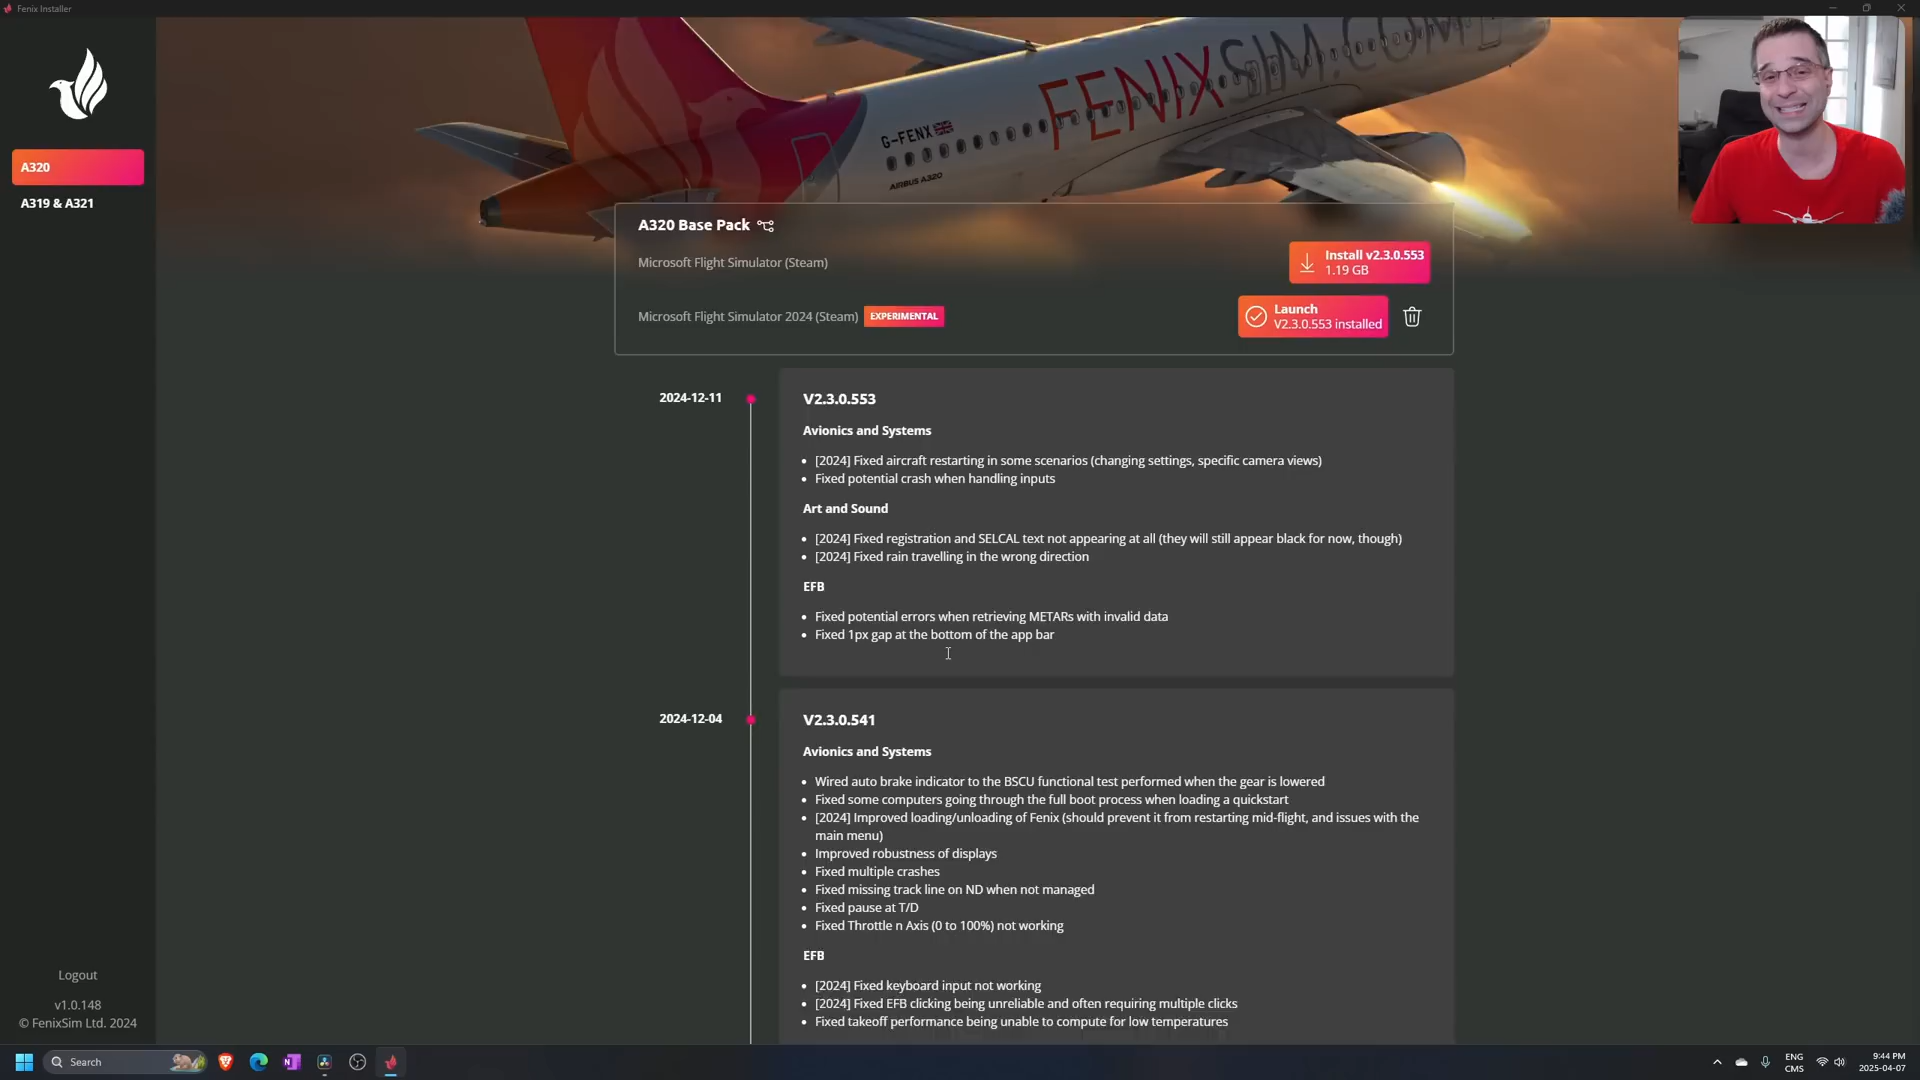 Fenix Installer
FENIXSIM.COM
G-FENX
AIRBUS A320
A320
A319 & A321
A320 Base Pack
Microsoft Flight Simulator (Steam)
Install v2.3.0.553
1.19 GB
Microsoft Flight Simulator 2024 (Steam) EXPERIMENTAL
Launch
V2.3.0.553 installed
2024-12-11
V2.3.0.553
Avionics and Systems
• [2024] Fixed aircraft restarting in some scenarios (changing settings, specific camera views)
• Fixed potential crash when handling inputs
Art and Sound
• [2024] Fixed registration and SELCAL text not appearing at all (they will still appear black for now, though)
• [2024] Fixed rain travelling in the wrong direction
EFB
• Fixed potential errors when retrieving METARs with invalid data
• Fixed 1px gap at the bottom of the app bar
2024-12-04
V2.3.0.541
Avionics and Systems
• Wired auto brake indicator to the BSCU functional test performed when the gear is lowered
• Fixed some computers going through the full boot process when loading a quickstart
• [2024] Improved loading/unloading of Fenix (should prevent it from restarting mid-flight, and issues with the
main menu)
• Improved robustness of displays
• Fixed multiple crashes
• Fixed missing track line on ND when not managed
• Fixed pause at T/D
• Fixed Throttle n Axis (0 to 100%) not working
EFB
• [2024] Fixed keyboard input not working
• [2024] Fixed EFB clicking being unreliable and often requiring multiple clicks
• Fixed takeoff performance being unable to compute for low temperatures
Logout
v1.0.148
© FenixSim Ltd. 2024
Search
ENG
CMS
9:44 PM
2025-04-07